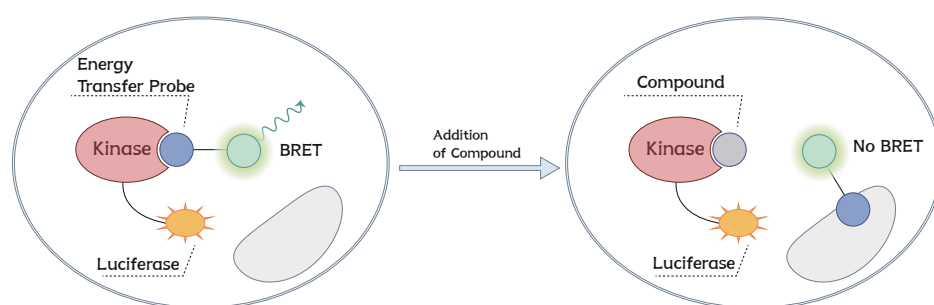 Energy
Transfer Probe
Kinase
BRET
Luciferase
Addition
of Compound
Compound
Kinase
No BRET
Luciferase